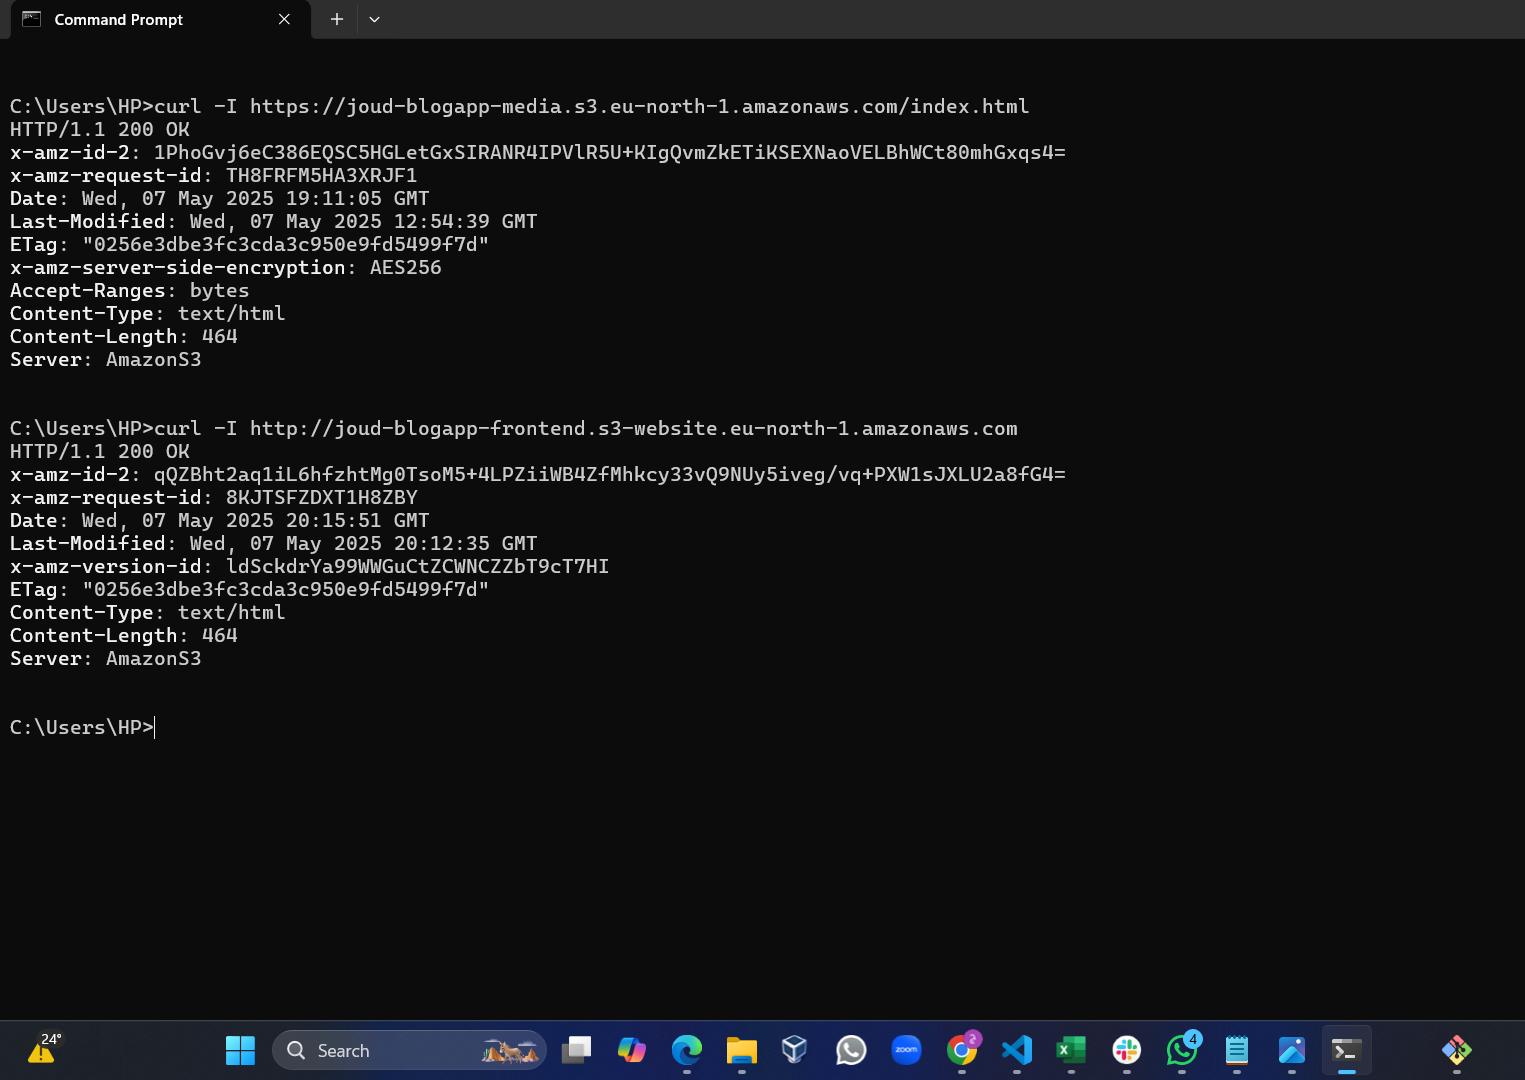 Command Prompt
C:\Users\HP>curl -I https://joud-blogapp-media.s3.eu-north-1.amazonaws.com/index.html
HTTP/1.1 200 OK
x-amz-id-2: 1PhoGvj6eC386EQSC5HGLetGxSIRANR4IPVlR5U+KIgQvmZkETiKSEXNaoVELBhWCt80mhGxqs4=
x-amz-request-id: TH8FRFM5HA3XRJF1
Date: Wed, 07 May 2025 19:11:05 GMT
Last-Modified: Wed, 07 May 2025 12:54:39 GMT
ETag: "0256e3dbe3fc3cda3c950e9fd5499f7d"
x-amz-server-side-encryption: AES256
Accept-Ranges: bytes
Content-Type: text/html
Content-Length: 464
Server: AmazonS3
C:\Users\HP>curl -I http://joud-blogapp-frontend.s3-website.eu-north-1.amazonaws.com
HTTP/1.1 200 OK
x-amz-id-2: qQZBht2aq1iL6hfzhtMg0TsoM5+4LPZiiWB4ZfMhkcy33vQ9NUy5iveg/vq+PXW1sJXLU2a8fG4=
x-amz-request-id: 8KJTSFZDXT1H8ZBY
Date: Wed, 07 May 2025 20:15:51 GMT
Last-Modified: Wed, 07 May 2025 20:12:35 GMT
x-amz-version-id: ldSckdrYa99WWGuCtZCWNCZZbT9cT7HI
ETag: "0256e3dbe3fc3cda3c950e9fd5499f7d"
Content-Type: text/html
Content-Length: 464
Server: AmazonS3
C:\Users\HP>
24°
Search
zoom
2
4